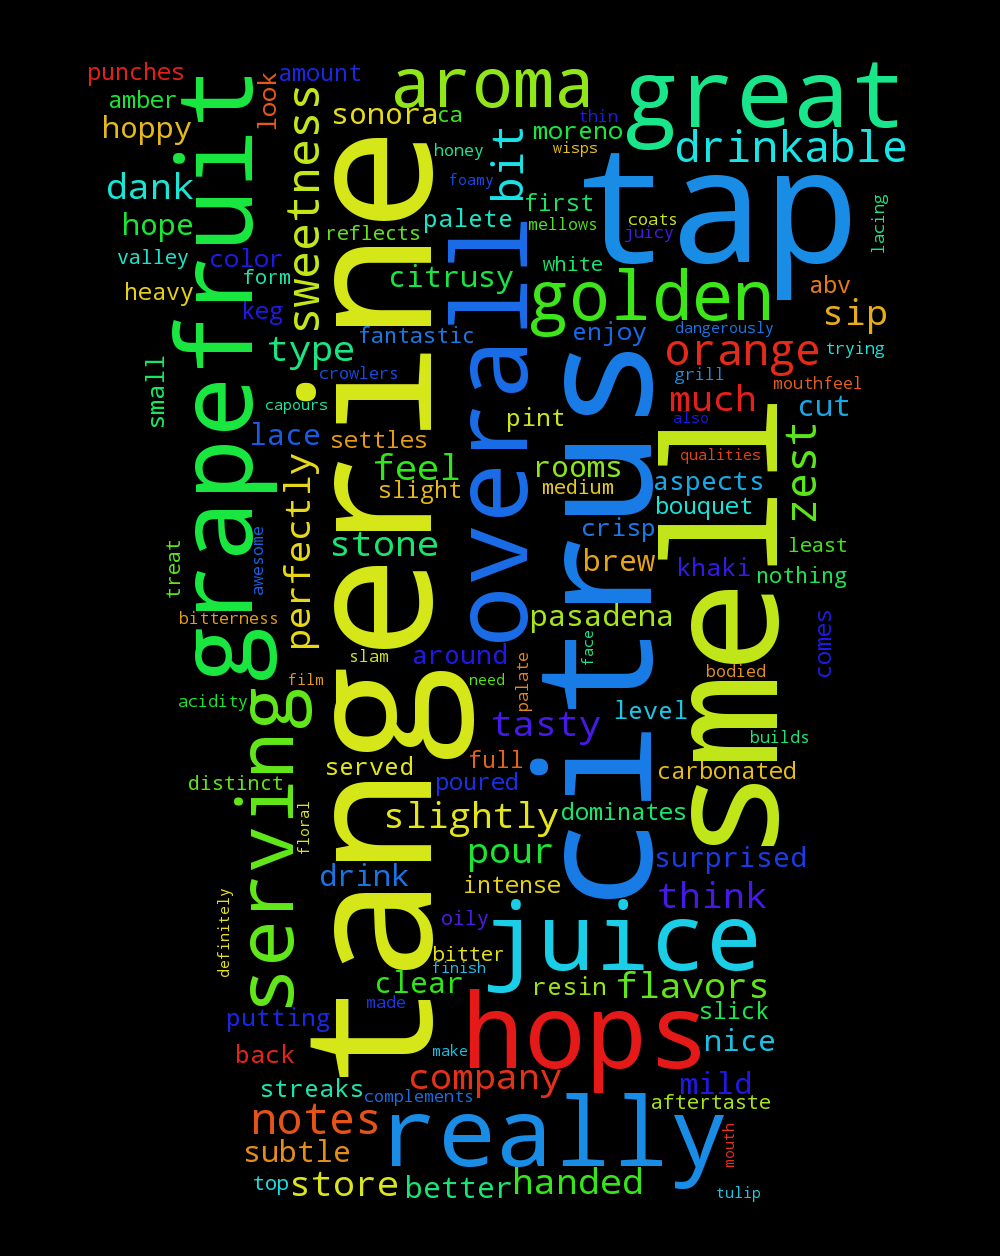 punches
amount
aroma
great
look
amber
sonora
ca
thin
hoppy
moreno
drinkable
honey
wisps
bit
sweetness
grapefruit
tangerine
tap
dank
foamy
first
coats
lacing
hope
palete
mellows
juicy
reflects
valley
color
white
form
citrusy
golden
abv
heavy
keg
sip
fantastic
enjoy
dangerously
type
orange
trying
crowlers
grill
mouthfeel
small
capours
much
cut
overall
citrus
smell
pint
also
lace
settles
zest
feel
rooms
qualities
slight
medium
aspects
bouquet
perfectly
crisp
stone
least
treat
awesome
brew
khaki
nothing
bitterness
pasadena
comes
face
slam
around
palate
bodied
film
need
acidity
serving
tasty
level
builds
served
full
carbonated
distinct
poured
floral
slightly
dominates
pour
surprised
drink
intense
think
definitely
oily
juice
bitter
finish
clear
resin
flavors
made
slick
putting
hops
back
make
nice
company
streaks
complements
mild
aftertaste
notes
really
mouth
subtle
top
store
better
handed
tulip